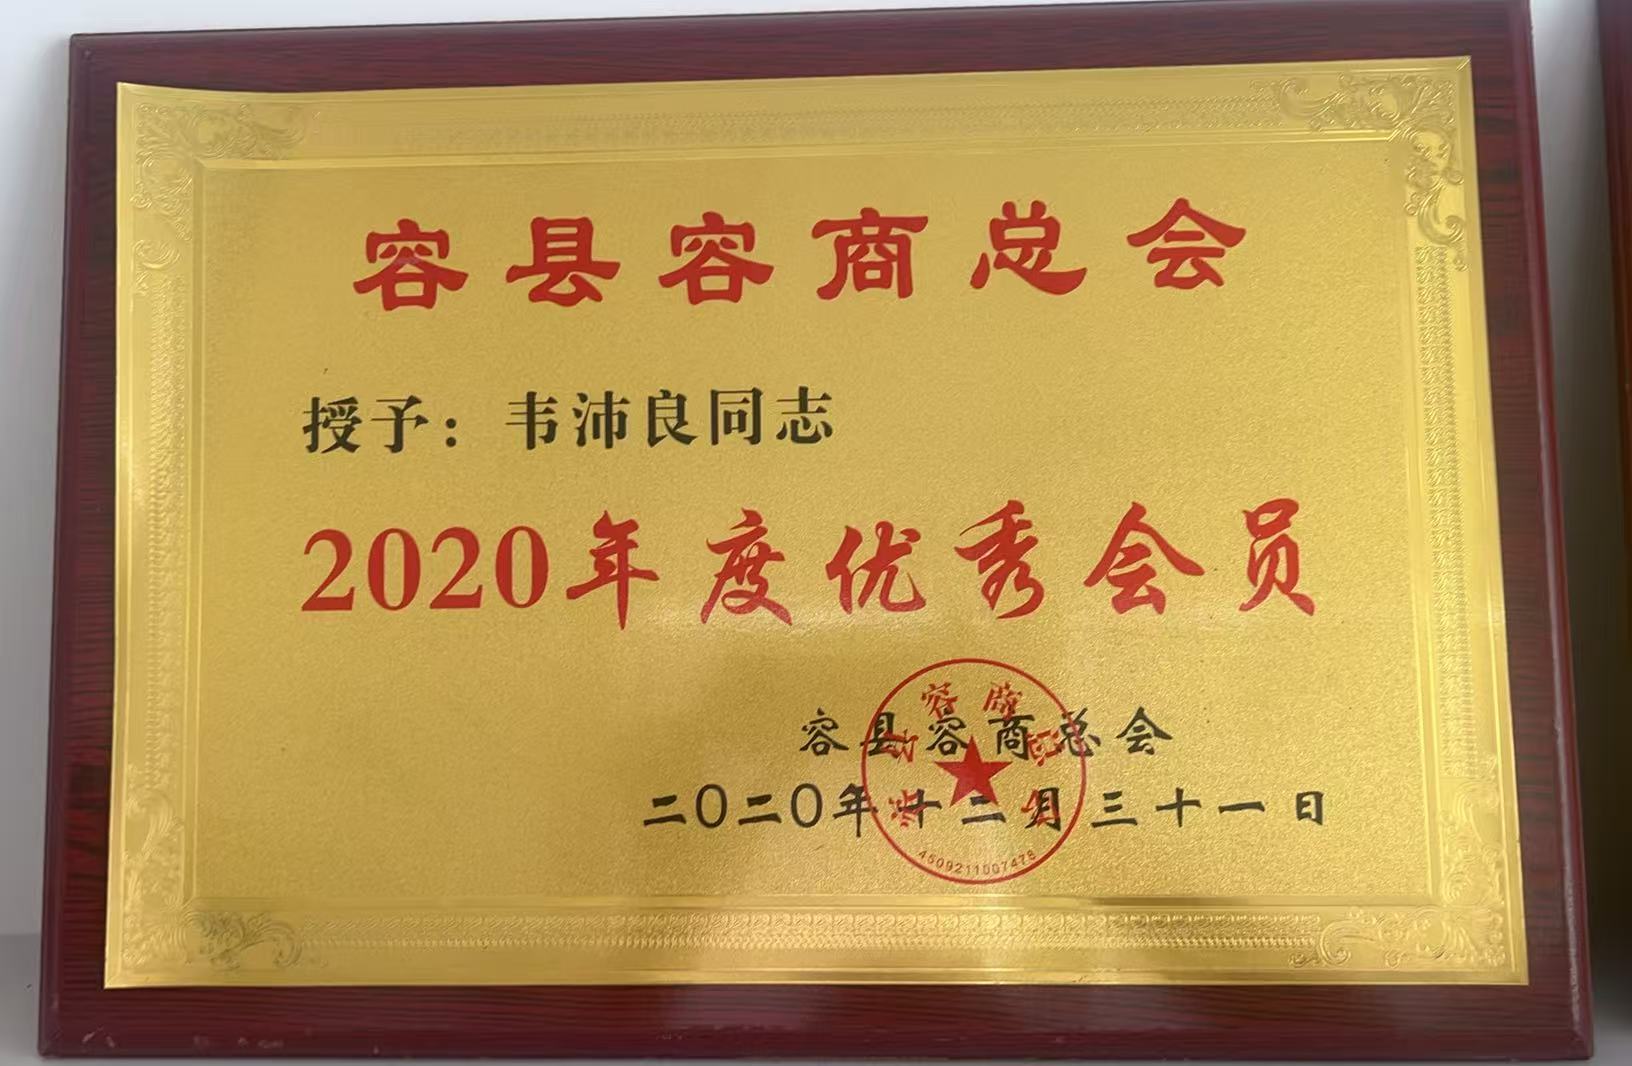 容县容商总会
授予：韦沛良同志
2020年度优秀会员
容县容商总会
二〇二〇年十二月三十一日
4509211007478